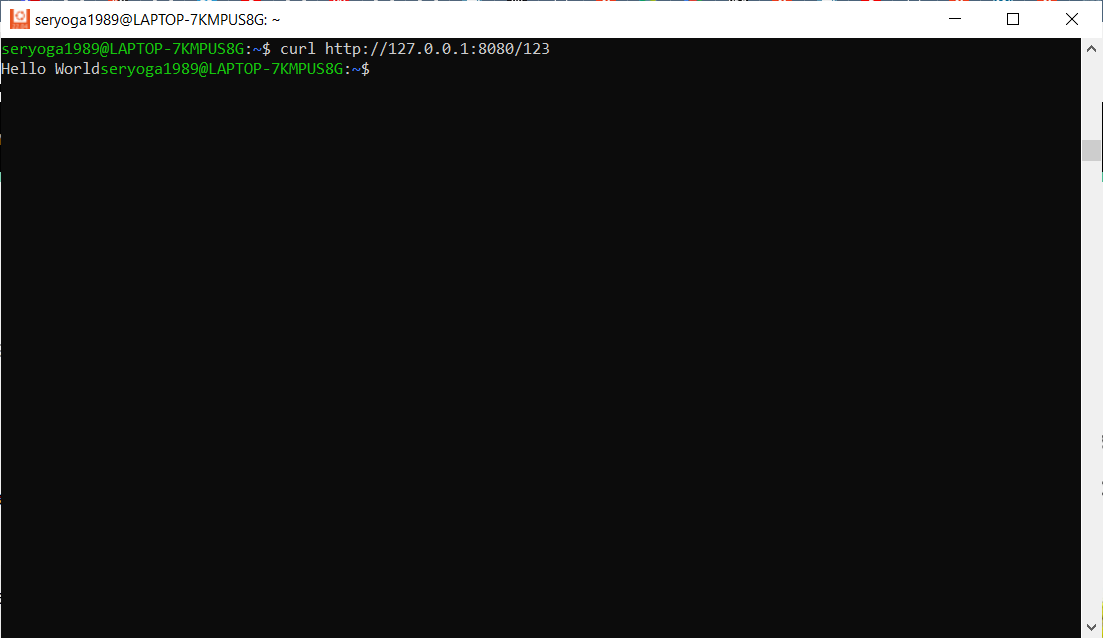 seryoga1989@LAPTOP-7KMPUS8G: ~
seryoga1989@LAPTOP-7KMPUS8G:~$ curl http://127.0.0.1:8080/123
Hello Worldseryoga1989@LAPTOP-7KMPUS8G:~$